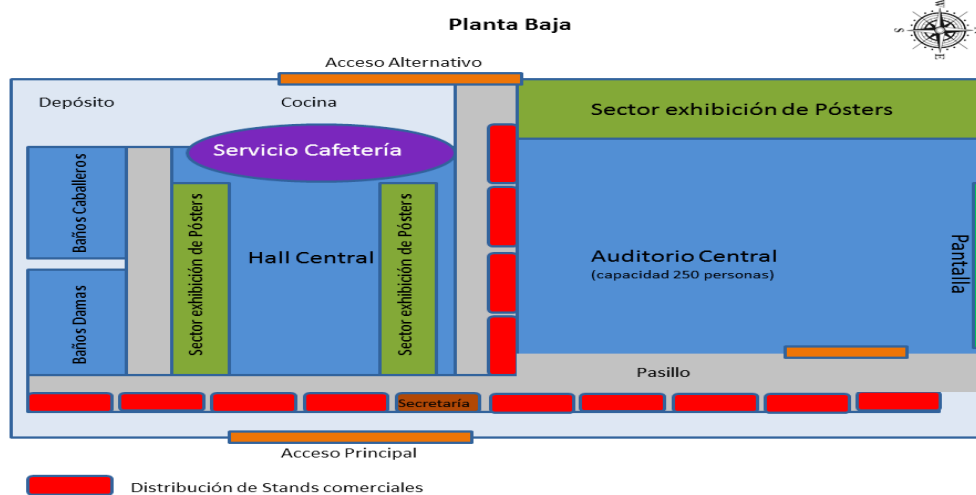 Planta Baja
W
S
E
Acceso Alternativo
Depósito
Cocina
Sector exhibición de Pósters
Servicio Cafetería
Baños Caballeros
Sector exhibición de Pósters
Hall Central
Sector exhibición de Pósters
Auditorio Central
(capacidad 250 personas)
Pantalla
Baños Damas
Pasillo
Secretaría
Acceso Principal
Distribución de Stands comerciales